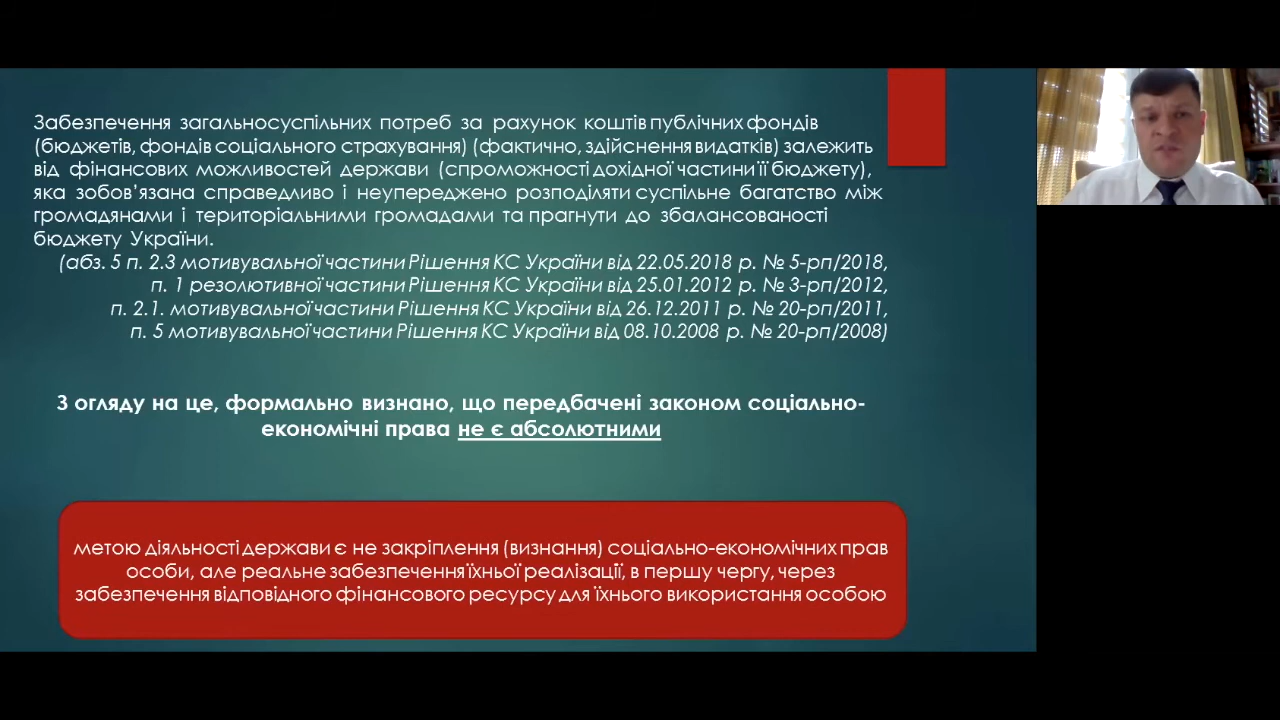 Забезпечення загальносуспільних потреб за рахунок коштів публічних фондів
(бюджетів, фондів соціального страхування) (фактично, здійснення видатків) залежить
від фінансових можливостей держави (спроможності дохідної частини її бюджету),
яка зобов'язана справедливо і неупереджено розподіляти суспільне багатство між
громадянами і територіальними громадами та прагнути до збалансованості
бюджету України.
(абз. 5 п. 2.3 мотивувальної частини Рішення КС України від 22.05.2018 р. № 5-рп/2018,
п. 1 резолютивної частини Рішення КС України від 25.01.2012 р. № 3-рп/2012,
п. 2.1. мотивувальної частини Рішення КС України від 26.12.2011 р. № 20-рп/2011,
п. 5 мотивувальної частини Рішення КС України від 08.10.2008 р. № 20-рп/2008)
З огляду на це, формально визнано, що передбачені законом соціально-
економічні права не є абсолютними
метою діяльності держави є не закріплення (визнання) соціально-економічних прав
особи, але реальне забезпечення їхньої реалізації, в першу чергу, через
забезпечення відповідного фінансового ресурсу для їхнього використання особою